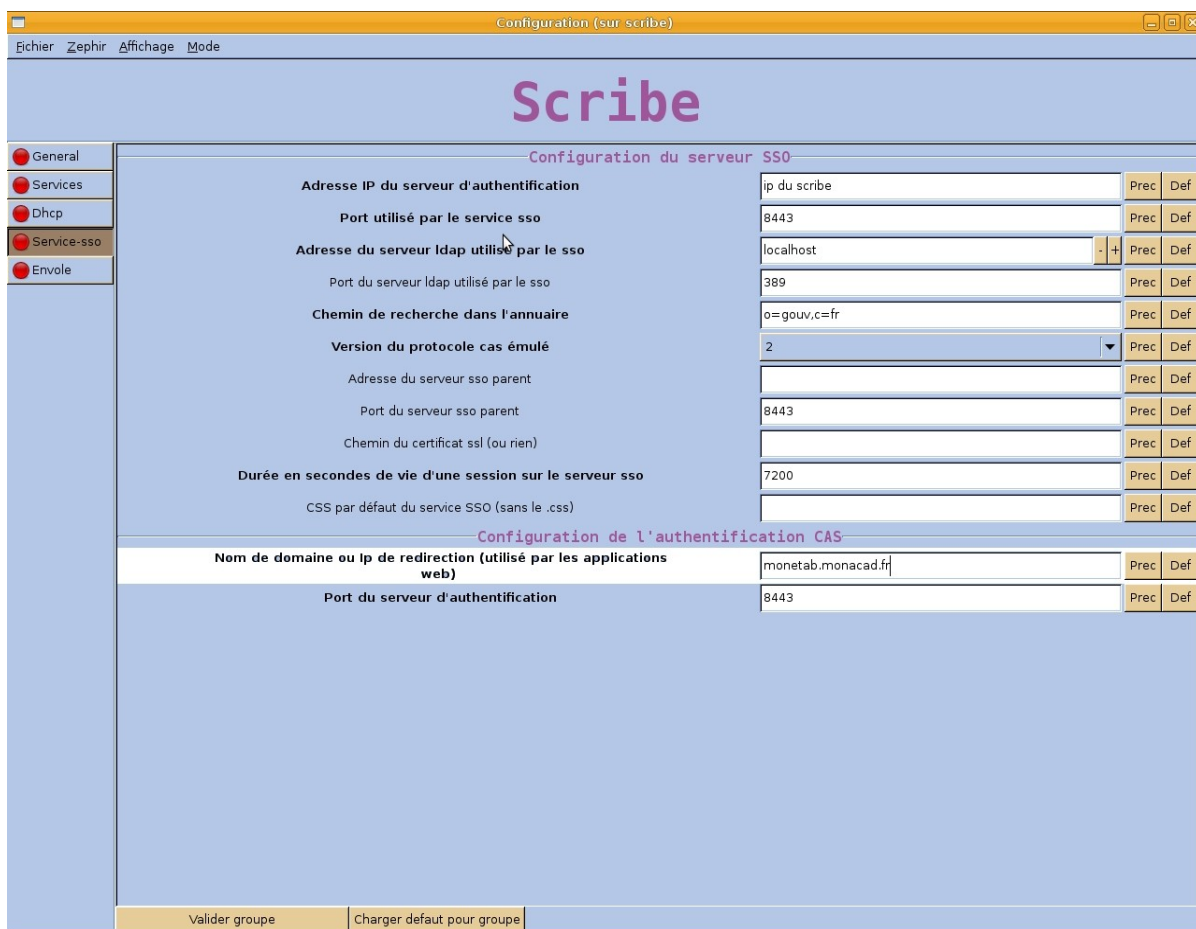 Configuration (sur scribe)
Fichier Zephir Affichage Mode
Scribe
General
Services
Dhcp
Service-sso
Envole
Configuration du serveur SSO
Adresse IP du serveur d'authentification ip du scribe Prec Def
Port utilisé par le service sso 8443 Prec Def
Adresse du serveur ldap utilisé par le sso localhost - + Prec Def
Port du serveur ldap utilisé par le sso 389 Prec Def
Chemin de recherche dans l'annuaire o=gouv,c=fr Prec Def
Version du protocole cas émulé 2 Prec Def
Adresse du serveur sso parent Prec Def
Port du serveur sso parent 8443 Prec Def
Chemin du certificat ssl (ou rien) Prec Def
Durée en secondes de vie d'une session sur le serveur sso 7200 Prec Def
CSS par défaut du service SSO (sans le .css) Prec Def
Configuration de l'authentification CAS
Nom de domaine ou Ip de redirection (utilisé par les applications
web) monetab.monacad.fr Prec Def
Port du serveur d'authentification 8443 Prec Def
Valider groupe Charger defaut pour groupe